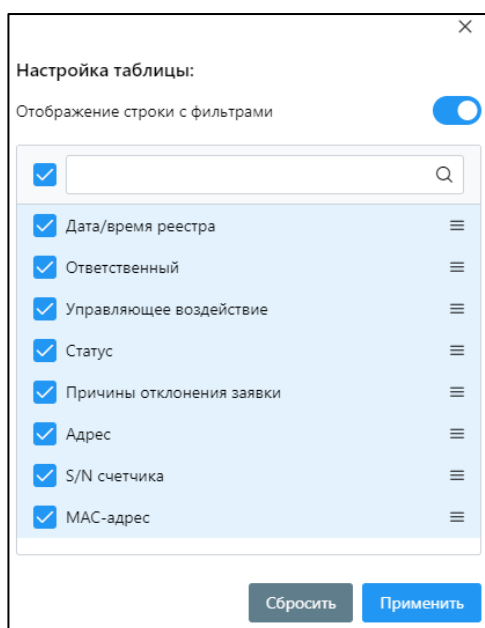 Настройка таблицы:
Отображение строки с фильтрами
Дата/время реестра
Ответственный
Управляющее воздействие
Статус
Причины отклонения заявки
Адрес
S/N счетчика
MAC-адрес
Сбросить
Применить